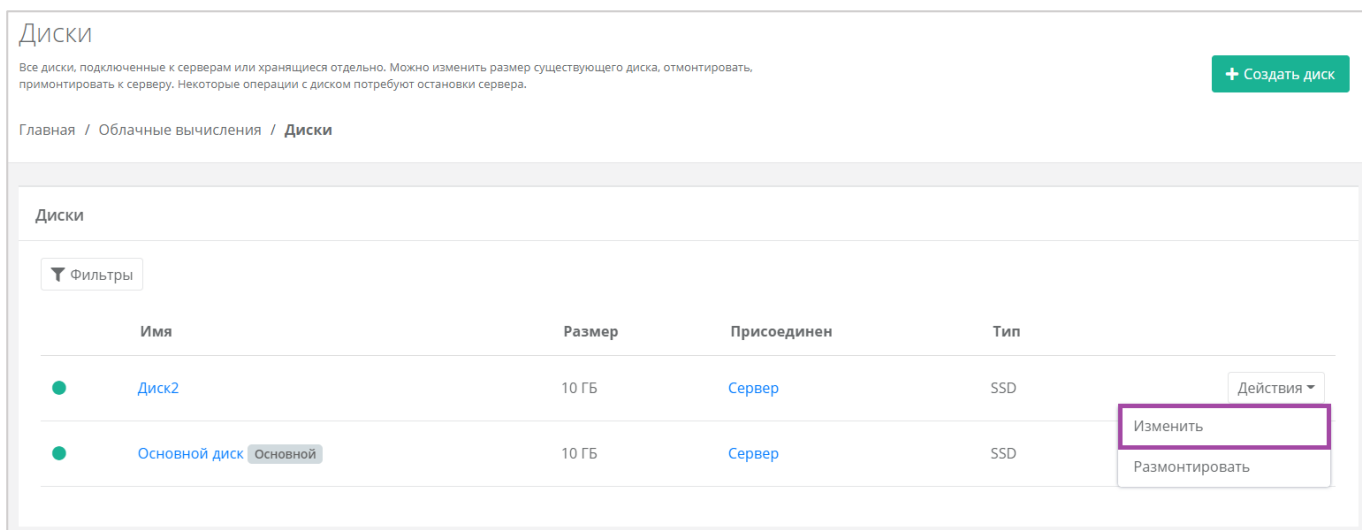 Диски
Все диски, подключенные к серверам или хранящиеся отдельно. Можно изменить размер существующего диска, отмонтировать,
примонтировать к серверу. Некоторые операции с диском потребуют остановки сервера.
+ Создать диск
Главная / Облачные вычисления / Диски
Диски
Фильтры
Имя Размер Присоединен Тип
Диск2 10 ГБ Сервер SSD Действия
Изменить
Основной диск Основной 10 ГБ Сервер SSD
Размонтировать